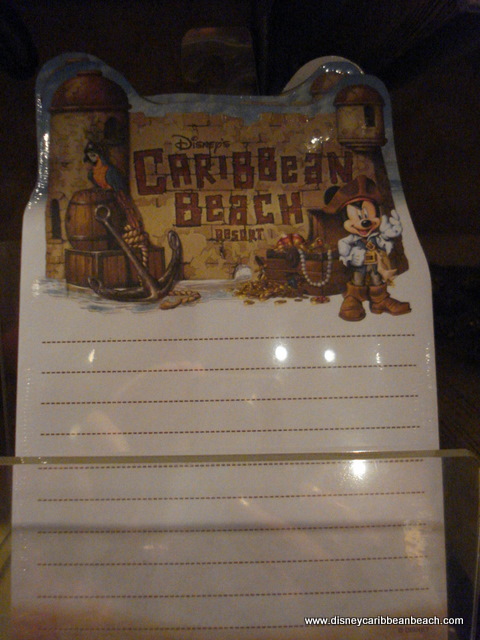 Disney's
CARIBBEAN
BEACH
RESORT
www.disneycaribbeanbeach.com